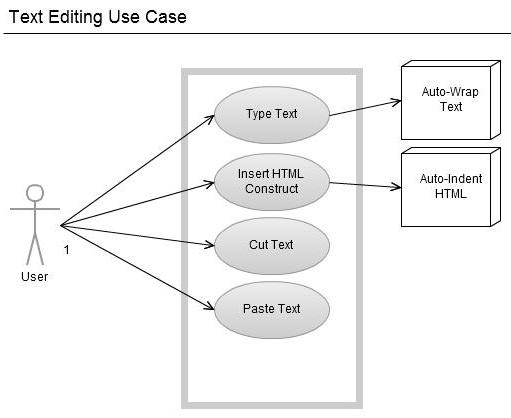 Text Editing Use Case
Type Text
Auto-Wrap
Text
Insert HTML
Construct
Auto-Indent
HTML
Cut Text
1
User
Paste Text